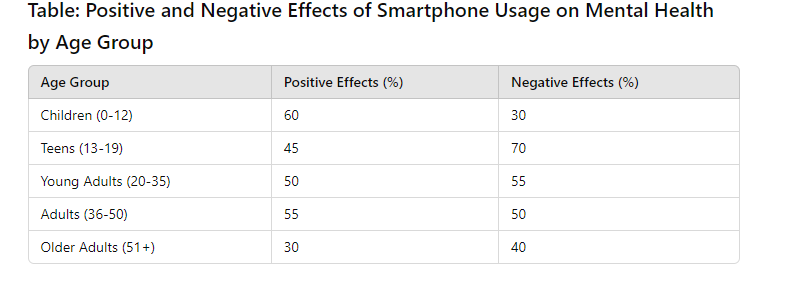 Table: Positive and Negative Effects of Smartphone Usage on Mental Health
by Age Group
Age Group Positive Effects (%) Negative Effects (%)
Children (0-12) 60 30
Teens (13-19) 45 70
Young Adults (20-35) 50 55
Adults (36-50) 55 50
Older Adults (51+) 30 40